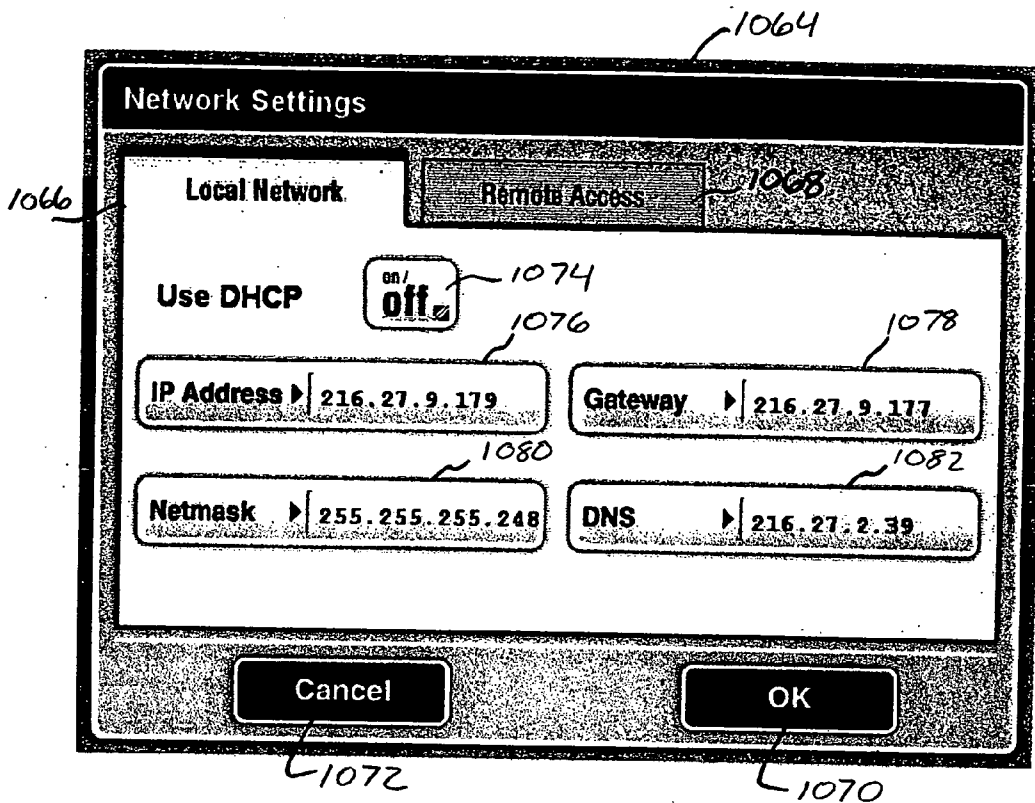 1064
Network Settings
1066
Local Network
Remote Access
1068
Use DHCP
on/
off
1074
1076
1078
IP Address 216.27.9.179
Gateway 216.27.9.177
1080
1082
Netmask 255.255.255.248
DNS 216.27.2.39
Cancel
OK
1072
1070